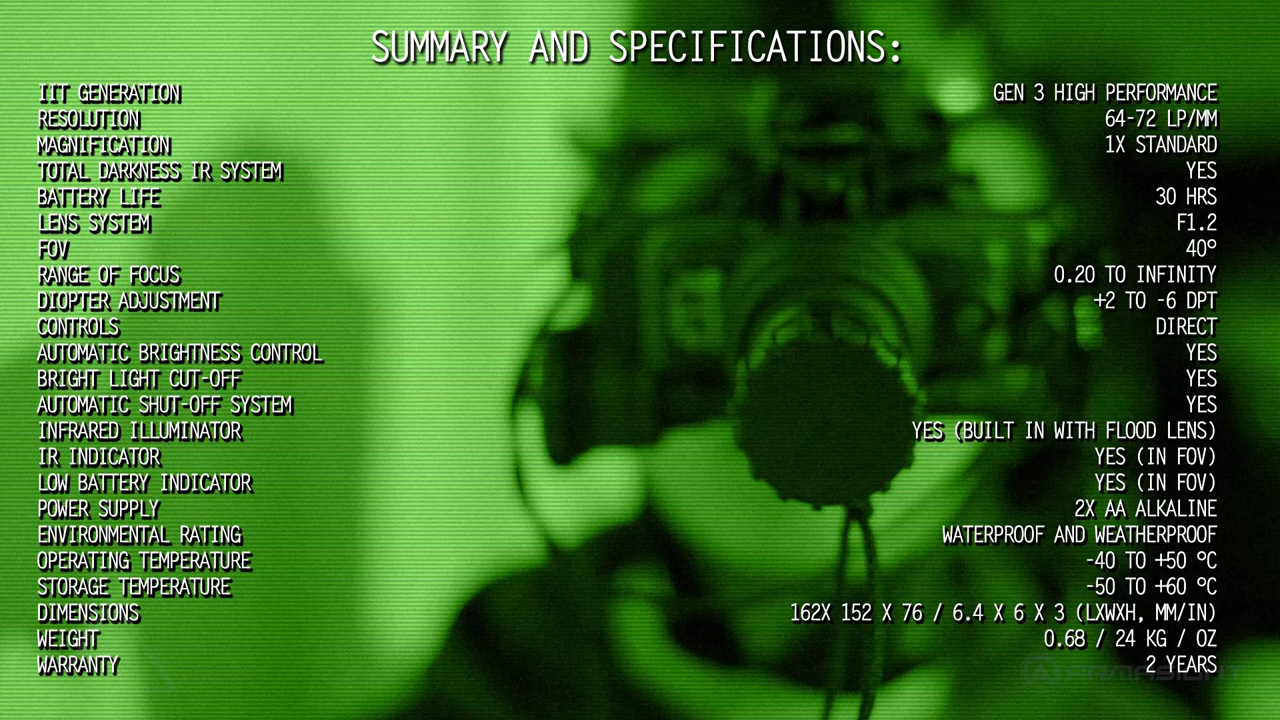 SUMMARY AND SPECIFICATIONS:
IIT GENERATION GEN 3 HIGH PERFORMANCE
RESOLUTION 64-72 LP/MM
MAGNIFICATION 1X STANDARD
TOTAL DARKNESS IR SYSTEM YES
BATTERY LIFE 30 HRS
LENS SYSTEM F1.2
FOV 40°
RANGE OF FOCUS 0.20 TO INFINITY
DIOPTER ADJUSTMENT +2 TO -6 DPT
CONTROLS DIRECT
AUTOMATIC BRIGHTNESS CONTROL YES
BRIGHT LIGHT CUT-OFF YES
AUTOMATIC SHUT-OFF SYSTEM YES
INFRARED ILLUMINATOR YES (BUILT IN WITH FLOOD LENS)
IR INDICATOR YES (IN FOV)
LOW BATTERY INDICATOR YES (IN FOV)
POWER SUPPLY 2X AA ALKALINE
ENVIRONMENTAL RATING WATERPROOF AND WEATHERPROOF
OPERATING TEMPERATURE -40 TO +50 °C
STORAGE TEMPERATURE -50 TO +60 °C
DIMENSIONS 162X 152 X 76 / 6.4 X 6 X 3 (LXWXH, MM/IN)
WEIGHT 0.68 / 24 KG / OZ
WARRANTY 2 YEARS
ARMASIGHT